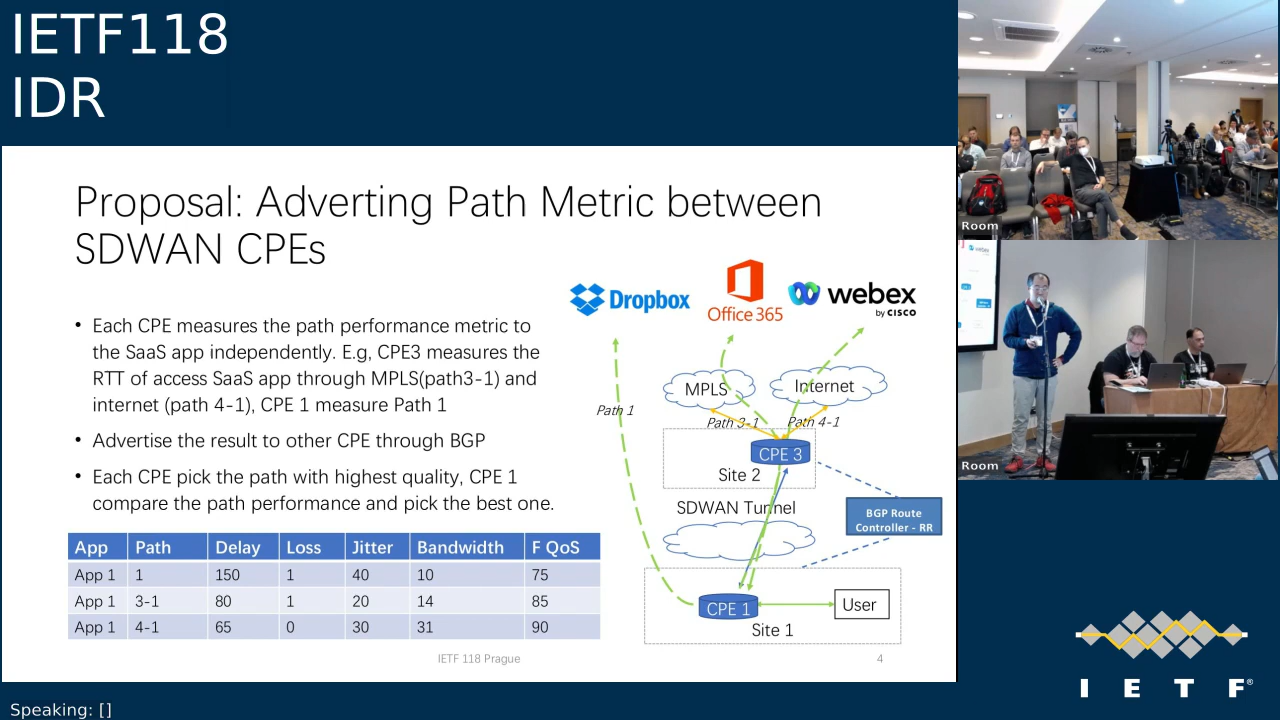 IETF118
IDR
Proposal: Adverting Path Metric between
SDWAN CPEs
• Each CPE measures the path performance metric to
the SaaS app independently. E.g, CPE3 measures the
RTT of access SaaS app through MPLS(path3-1) and
internet (path 4-1), CPE 1 measure Path 1
• Advertise the result to other CPE through BGP
• Each CPE pick the path with highest quality, CPE 1
compare the path performance and pick the best one.
App Path Delay Loss Jitter Bandwidth F QoS
App 1 1 150 1 40 10 75
App 1 3-1 80 1 20 14 85
App 1 4-1 65 0 30 31 90
Dropbox
Office 365
webex
by CISCO
MPLS
Internet
Path 1
Path 3-1
Path 4-1
CPE 3
Site 2
SDWAN Tunnel
BGP Route
Controller - RR
CPE 1
User
Site 1
IETF 118 Prague
4
Room
Room
I E T F®
Speaking: []